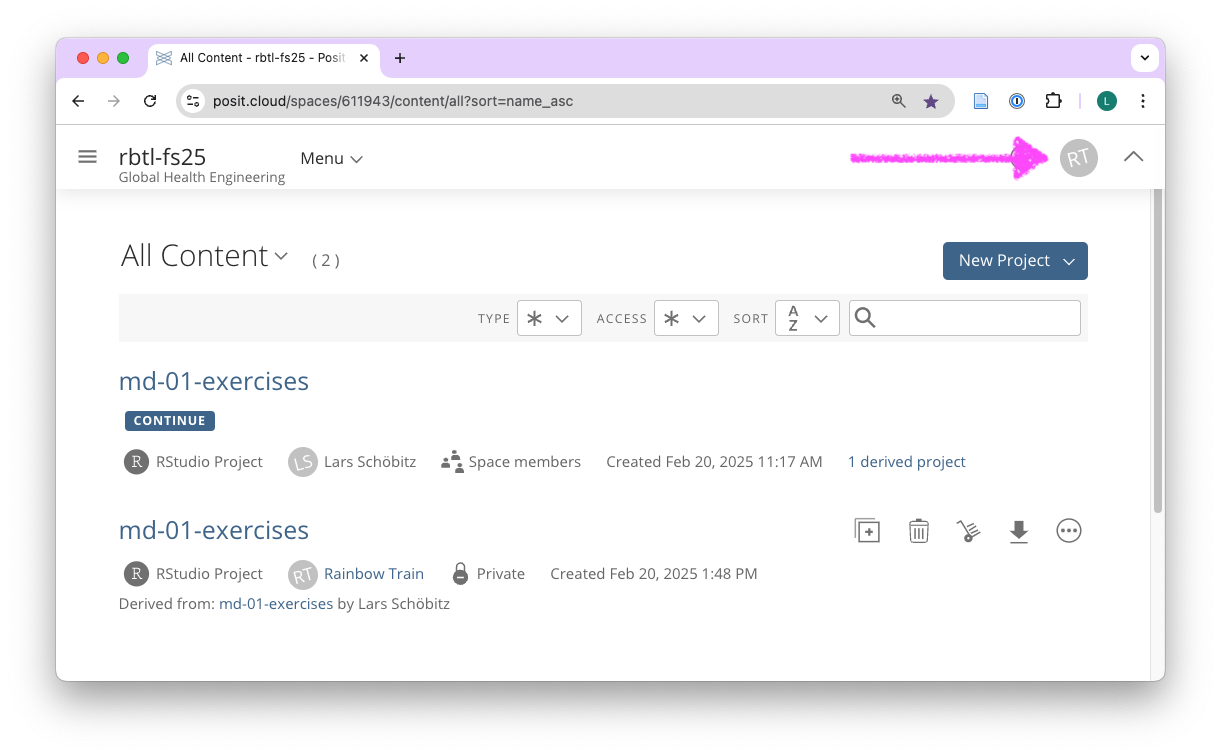 All Content - rbtl-fs25 - Posit
posit.cloud/spaces/611943/content/all?sort=name_asc
L
rbtl-fs25
Global Health Engineering
Menu
RT
All Content ( 2 )
New Project
TYPE ACCESS SORT A Z
md-01-exercises
CONTINUE
R RStudio Project LS Lars Schöbitz Space members Created Feb 20, 2025 11:17 AM 1 derived project
md-01-exercises
R RStudio Project RT Rainbow Train Private Created Feb 20, 2025 1:48 PM
Derived from: md-01-exercises by Lars Schöbitz